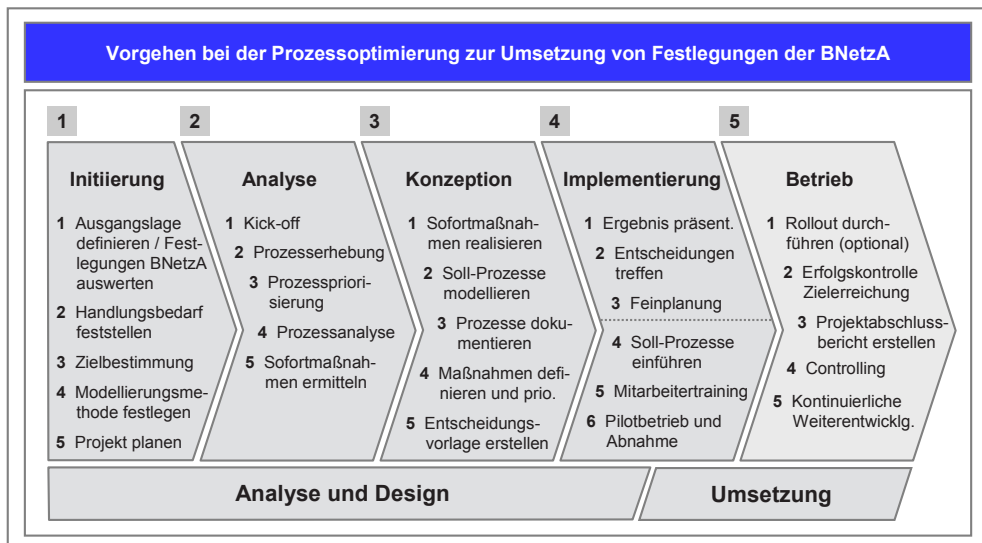 Vorgehen bei der Prozessoptimierung zur Umsetzung von Festlegungen der BNetzA
1
Initiierung
1 Ausgangslage
definieren / Fest-
legungen BNetzA
auswerten
2 Handlungsbedarf
feststellen
3 Zielbestimmung
4 Modellierungsme-
thode festlegen
5 Projekt planen
2
Analyse
1 Kick-off
2 Prozesserhebung
3 Prozesspriori-
sierung
4 Prozessanalyse
5 Sofortmaßnah-
men ermitteln
3
Konzeption
1 Sofortmaßnah-
men realisieren
2 Soll-Prozesse
modellieren
3 Prozesse doku-
mentieren
4 Maßnahmen defi-
nieren und prio.
5 Entscheidungs-
vorlage erstellen
4
Implementierung
1 Ergebnis präsent.
2 Entscheidungen
treffen
3 Feinplanung
4 Soll-Prozesse
einführen
5 Mitarbeitertraining
6 Pilotbetrieb und
Abnahme
5
Betrieb
1 Rollout durch-
führen (optional)
2 Erfolgskontrolle
Zielerreichung
3 Projektabschluss-
bericht erstellen
4 Controlling
5 Kontinuierliche
Weiterentwicklg.
Analyse und Design
Umsetzung